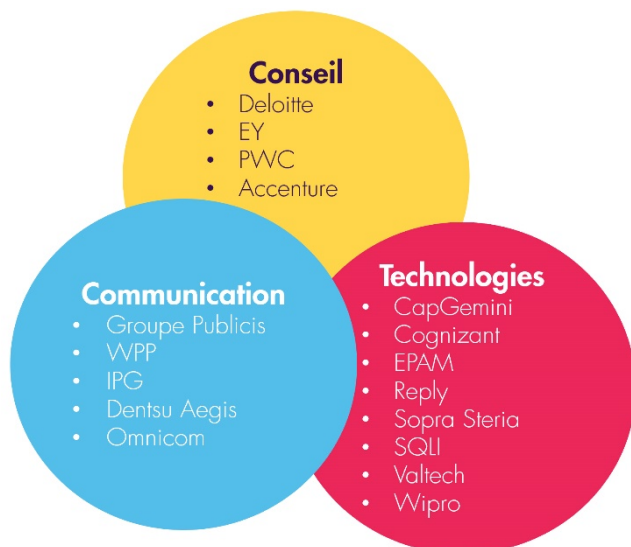 Conseil
• Deloitte
• EY
• PWC
• Accenture
Communication
• Groupe Publicis
• WPP
• IPG
• Dentsu Aegis
• Omnicom
Technologies
• CapGemini
• Cognizant
• EPAM
• Reply
• Sopra Steria
• SQLI
• Valtech
• Wipro